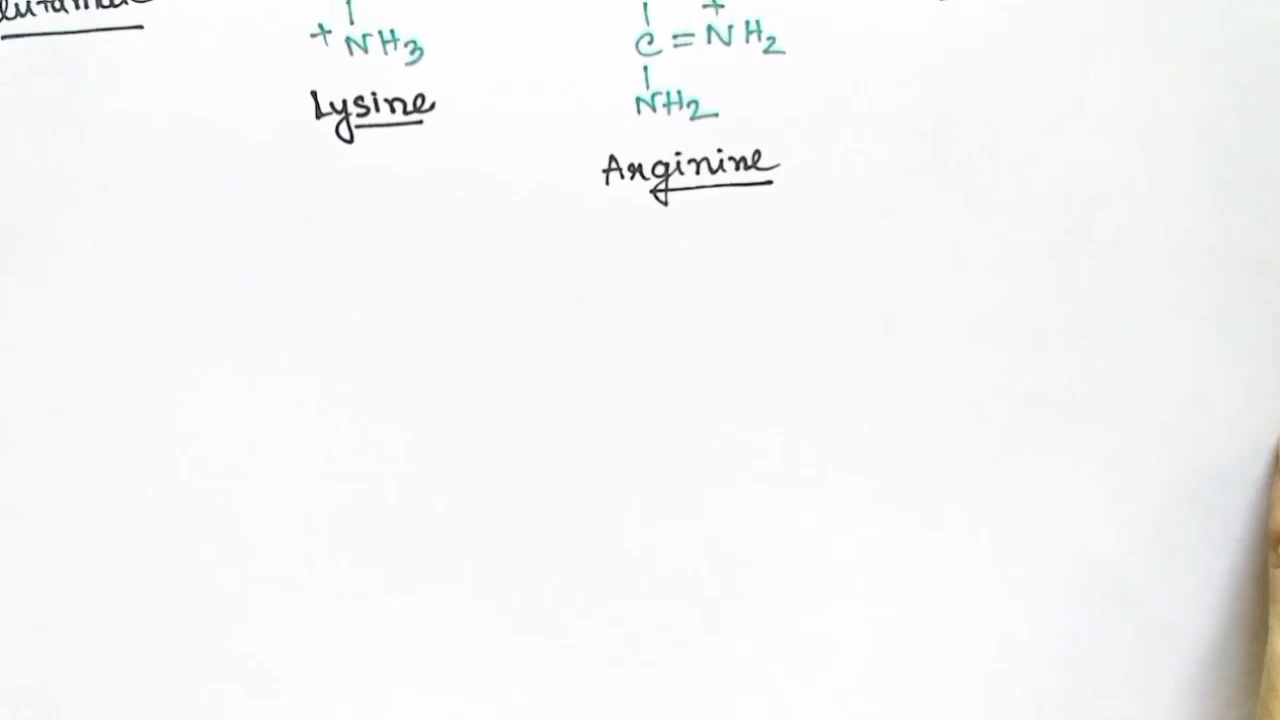 +NH3
Lysine
+
C=NH2
NH2
Arginine